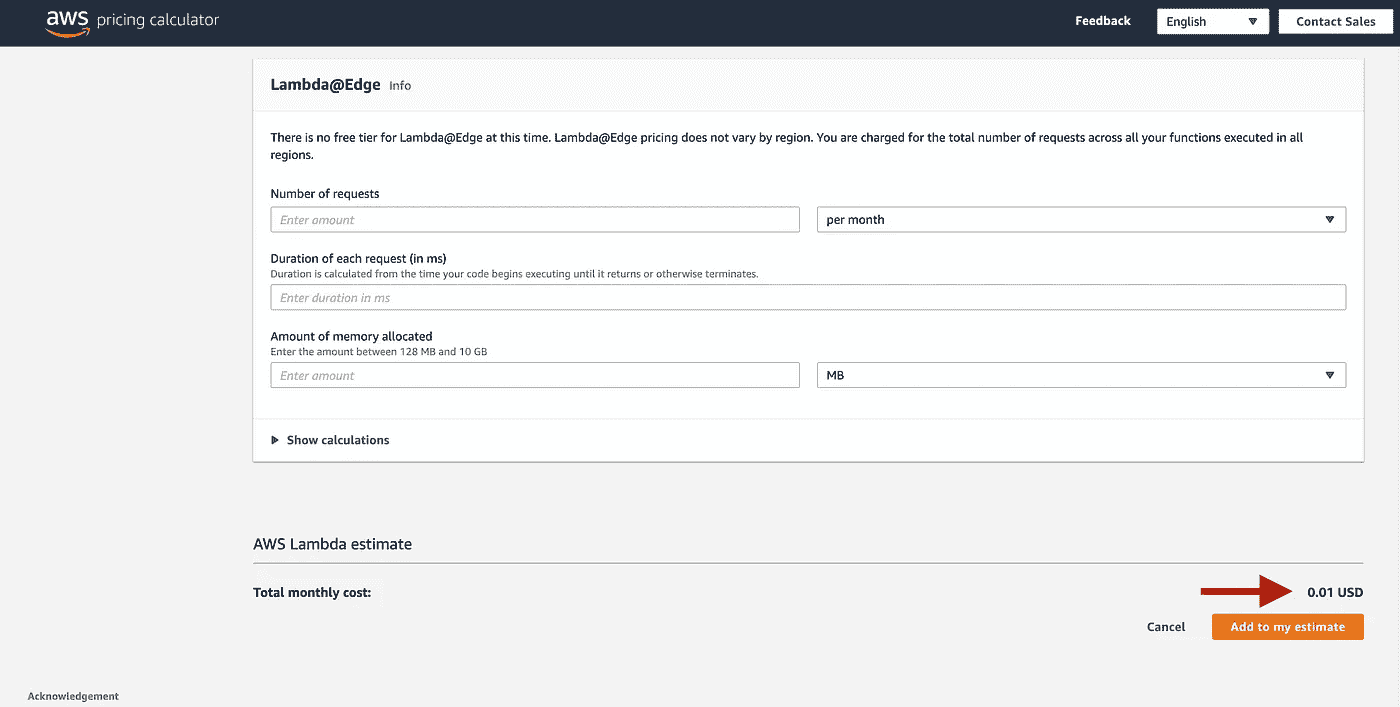 aws pricing calculator
Feedback
English
Contact Sales
Lambda@Edge Info
There is no free tier for Lambda@Edge at this time. Lambda@Edge pricing does not vary by region. You are charged for the total number of requests across all your functions executed in all
regions.
Number of requests
Enter amount
per month
Duration of each request (in ms)
Duration is calculated from the time your code begins executing until it returns or otherwise terminates.
Enter duration in ms
Amount of memory allocated
Enter the amount between 128 MB and 10 GB
Enter amount
MB
Show calculations
AWS Lambda estimate
Total monthly cost:
0.01 USD
Cancel
Add to my estimate
Acknowledgement